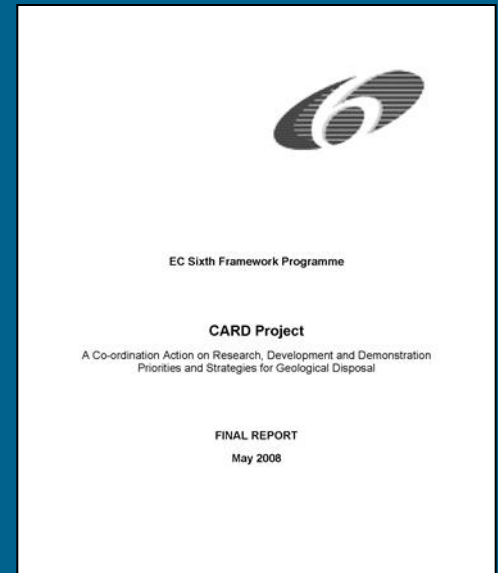 6
EC Sixth Framework Programme
CARD Project
A Co-ordination Action on Research, Development and Demonstration
Priorities and Strategies for Geological Disposal
FINAL REPORT
May 2008